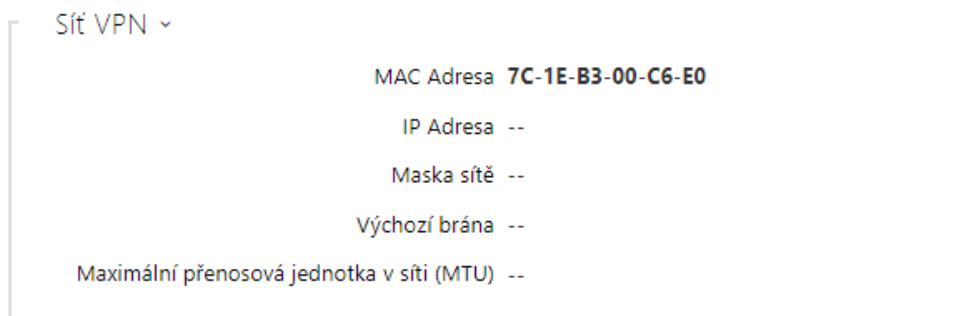 Síť VPN
MAC Adresa 7C-1E-B3-00-C6-E0
IP Adresa --
Maska sítě --
Výchozí brána --
Maximální přenosová jednotka v síti (MTU) --